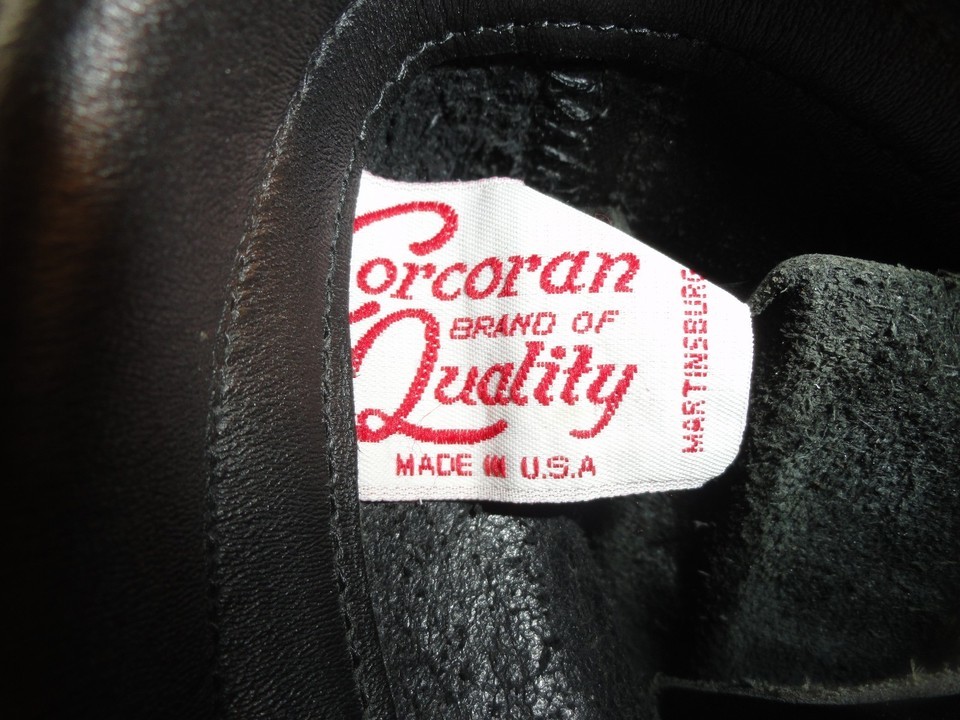 Corcoran
BRAND OF
Quality
MADE IN U.S.A
MARTINSBURG